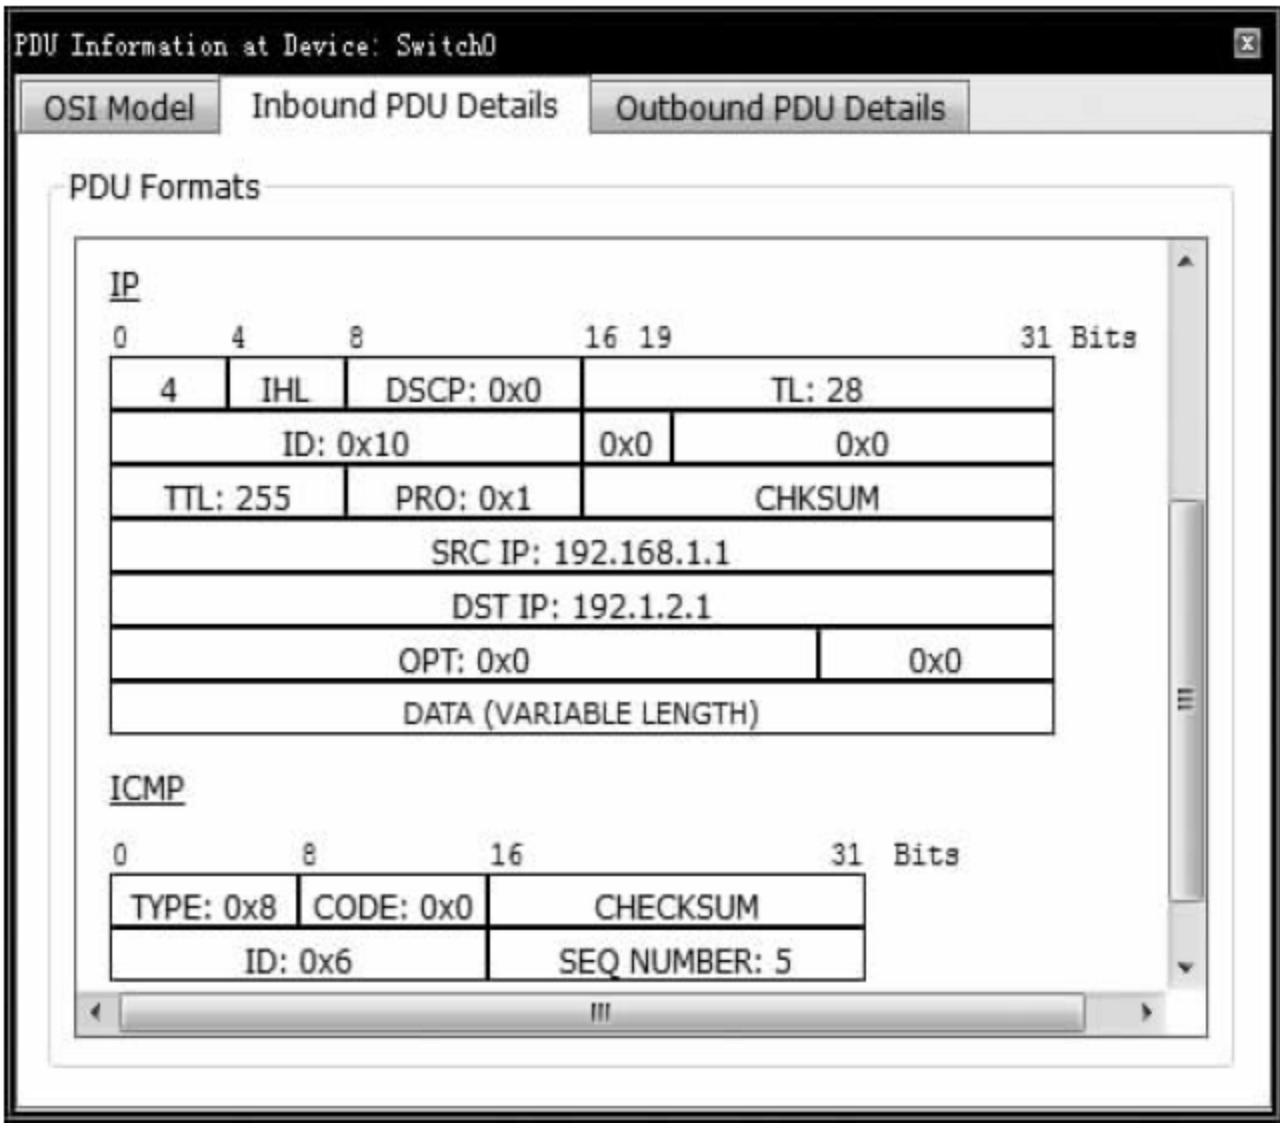 PDU Information at Device: Switch0
OSI Model Inbound PDU Details Outbound PDU Details
PDU Formats
IP
0 4 8 16 19 31 Bits
4 IHL DSCP: 0x0 TL: 28
ID: 0x10 0x0 0x0
TTL: 255 PRO: 0x1 CHKSUM
SRC IP: 192.168.1.1
DST IP: 192.1.2.1
OPT: 0x0 0x0
DATA (VARIABLE LENGTH)
ICMP
0 8 16 31 Bits
TYPE: 0x8 CODE: 0x0 CHECKSUM
ID: 0x6 SEQ NUMBER: 5